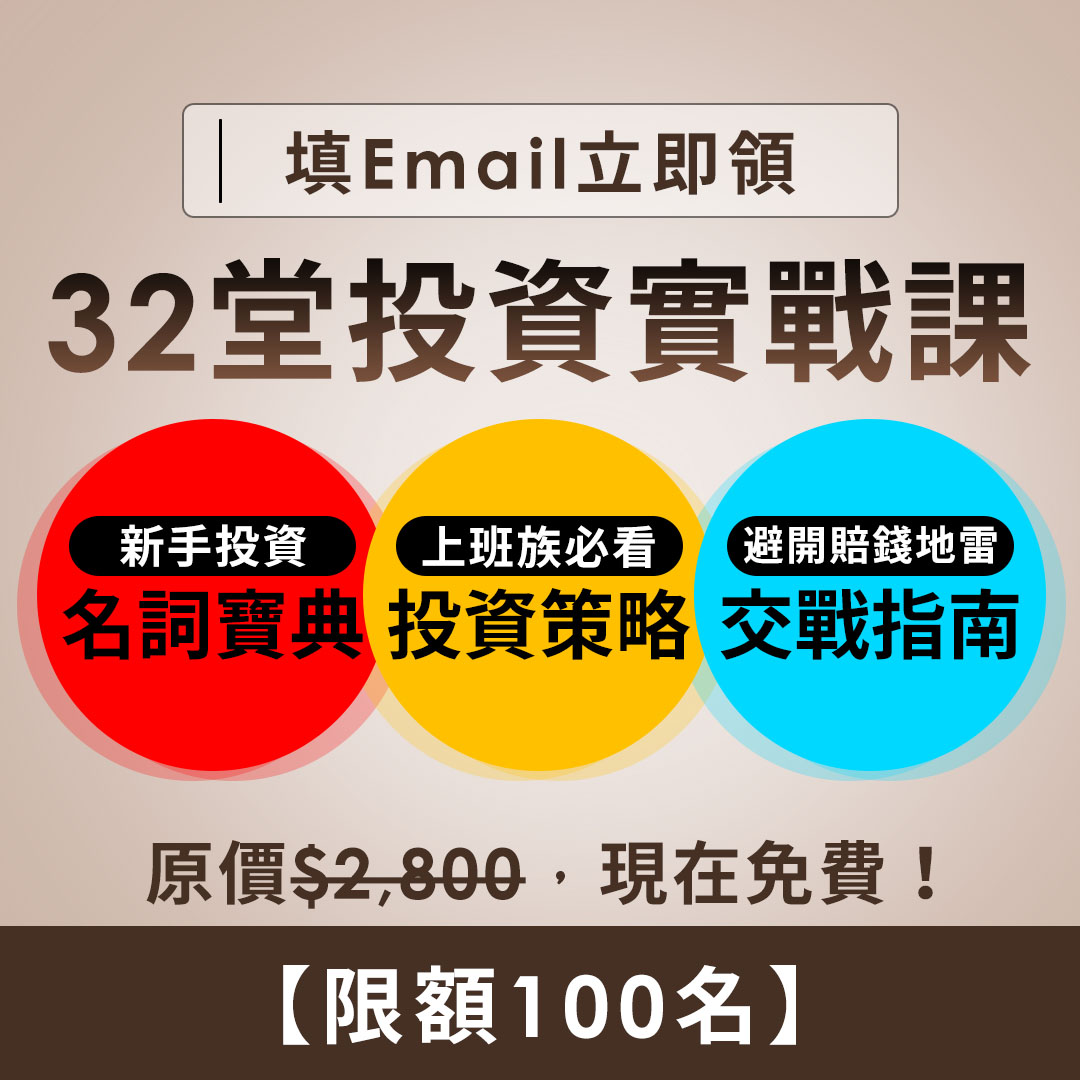 填Email立即領
32堂投資實戰課
新手投資
名詞寶典
上班族必看
投資策略
避開賠錢地雷
交戰指南
原價$2,800，現在免費！
【限額100名】